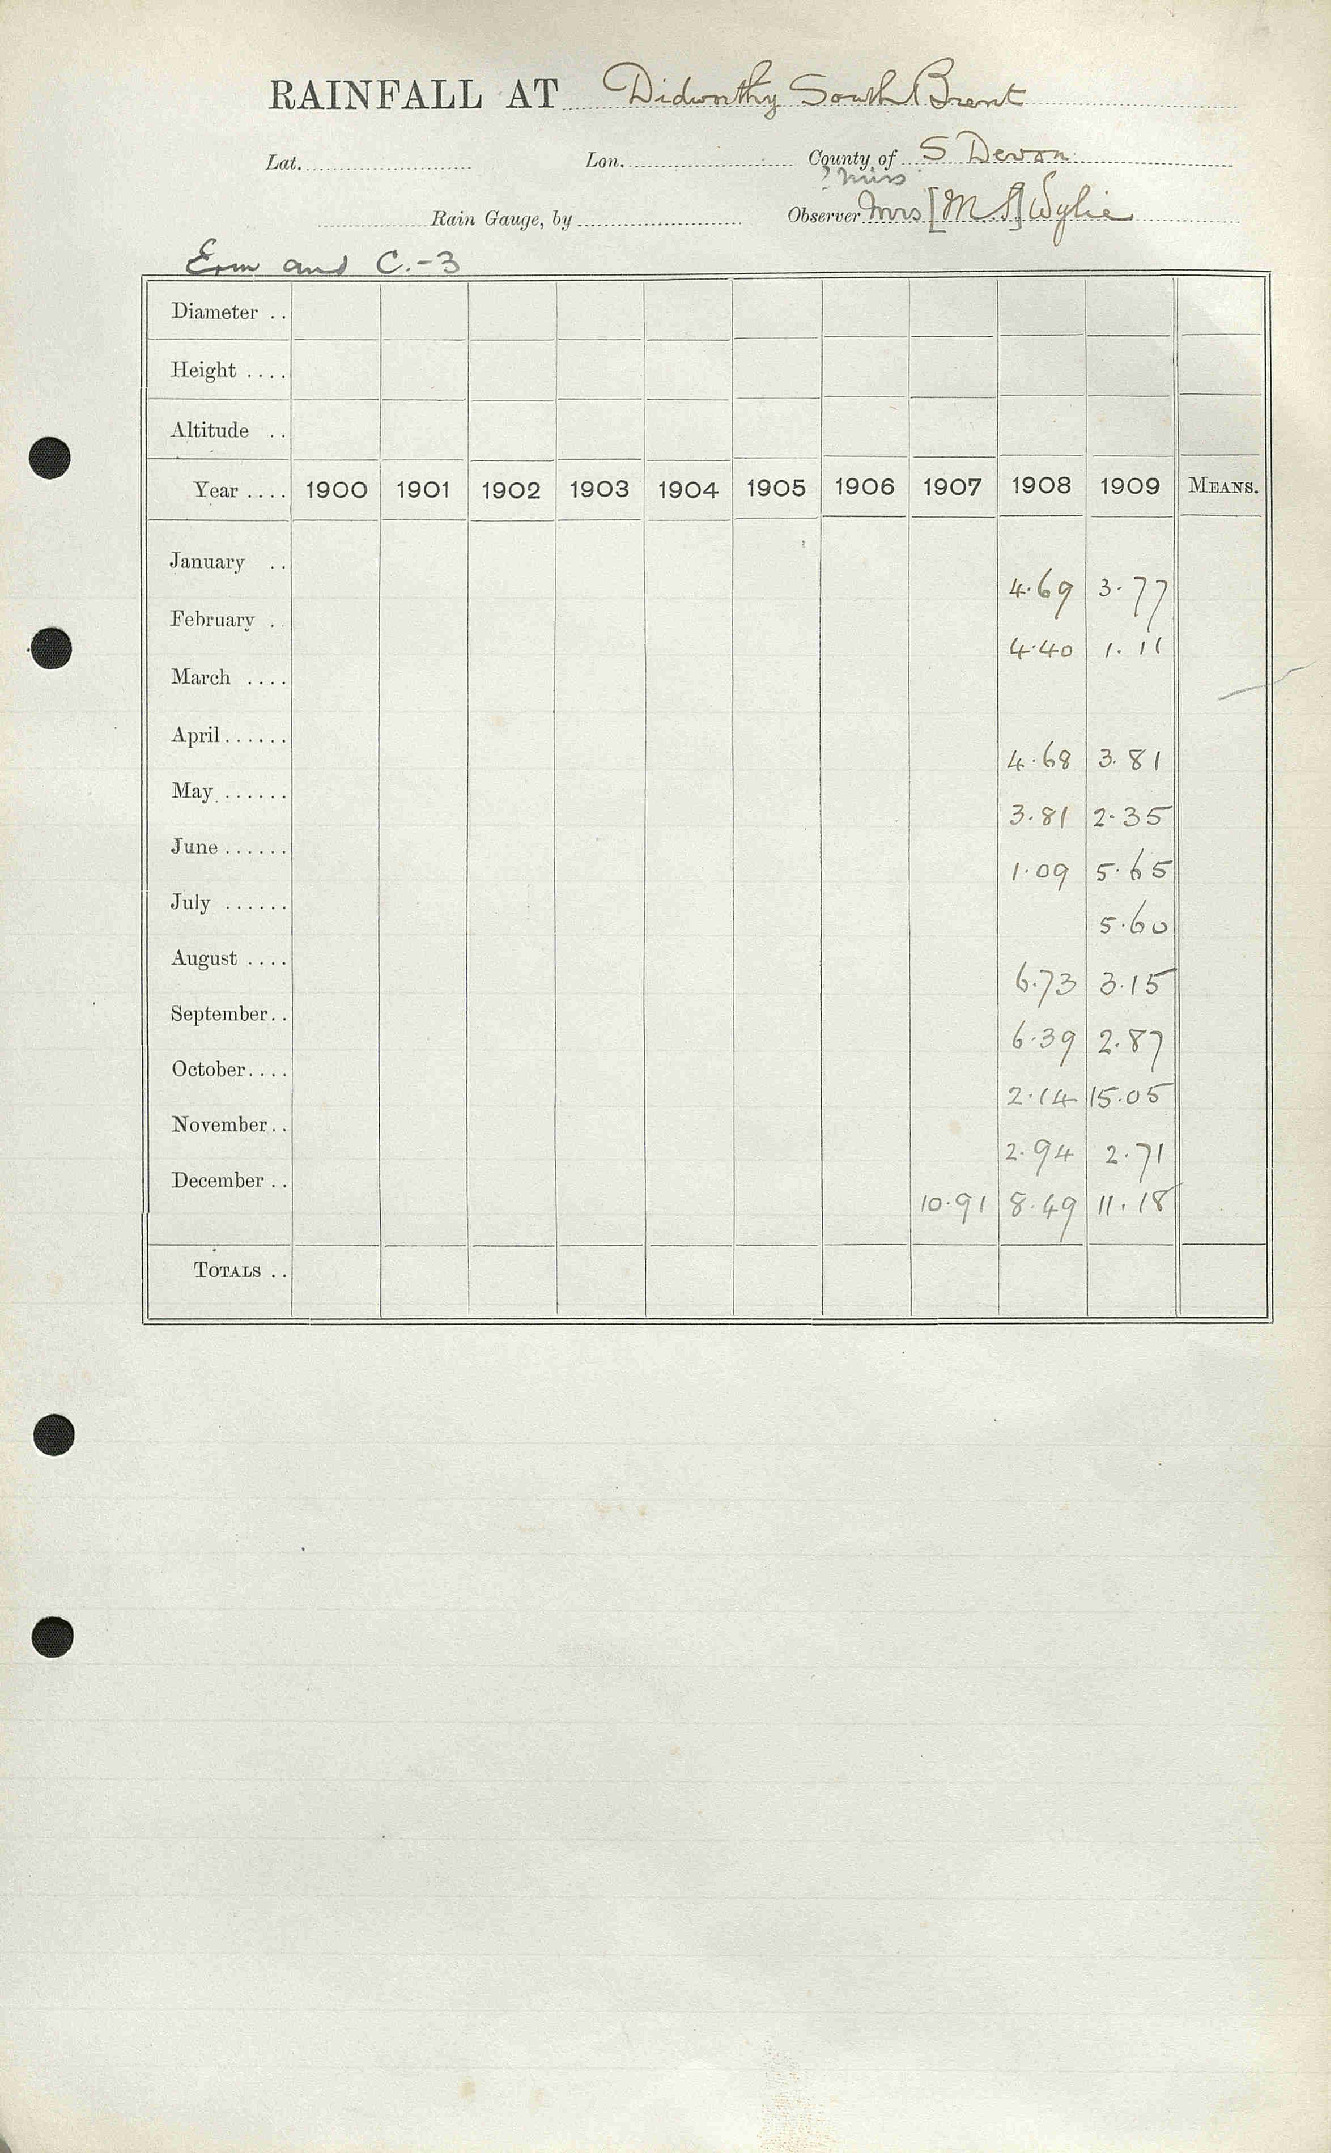 RAINFALL AT Didworthy South Brent
Lat. Lon. County of S Devon
? Miss
Rain Gauge, by Observer Mrs [M S] Wylie
Erm and C.-3
Diameter ..
Height ....
Altitude ..
Year .... 1900 1901 1902 1903 1904 1905 1906 1907 1908 1909 MEANS.
January ..
4.69 3.77
February .
4.40 1.11
March ....
April......
4.68 3.81
May.......
3.81 2.35
June......
1.09 5.65
July ......
5.60
August ....
6.73 3.15
September..
6.39 2.87
October....
2.14 15.05
November..
2.94 2.71
December ..
10.91 8.49 11.18
TOTALS ..